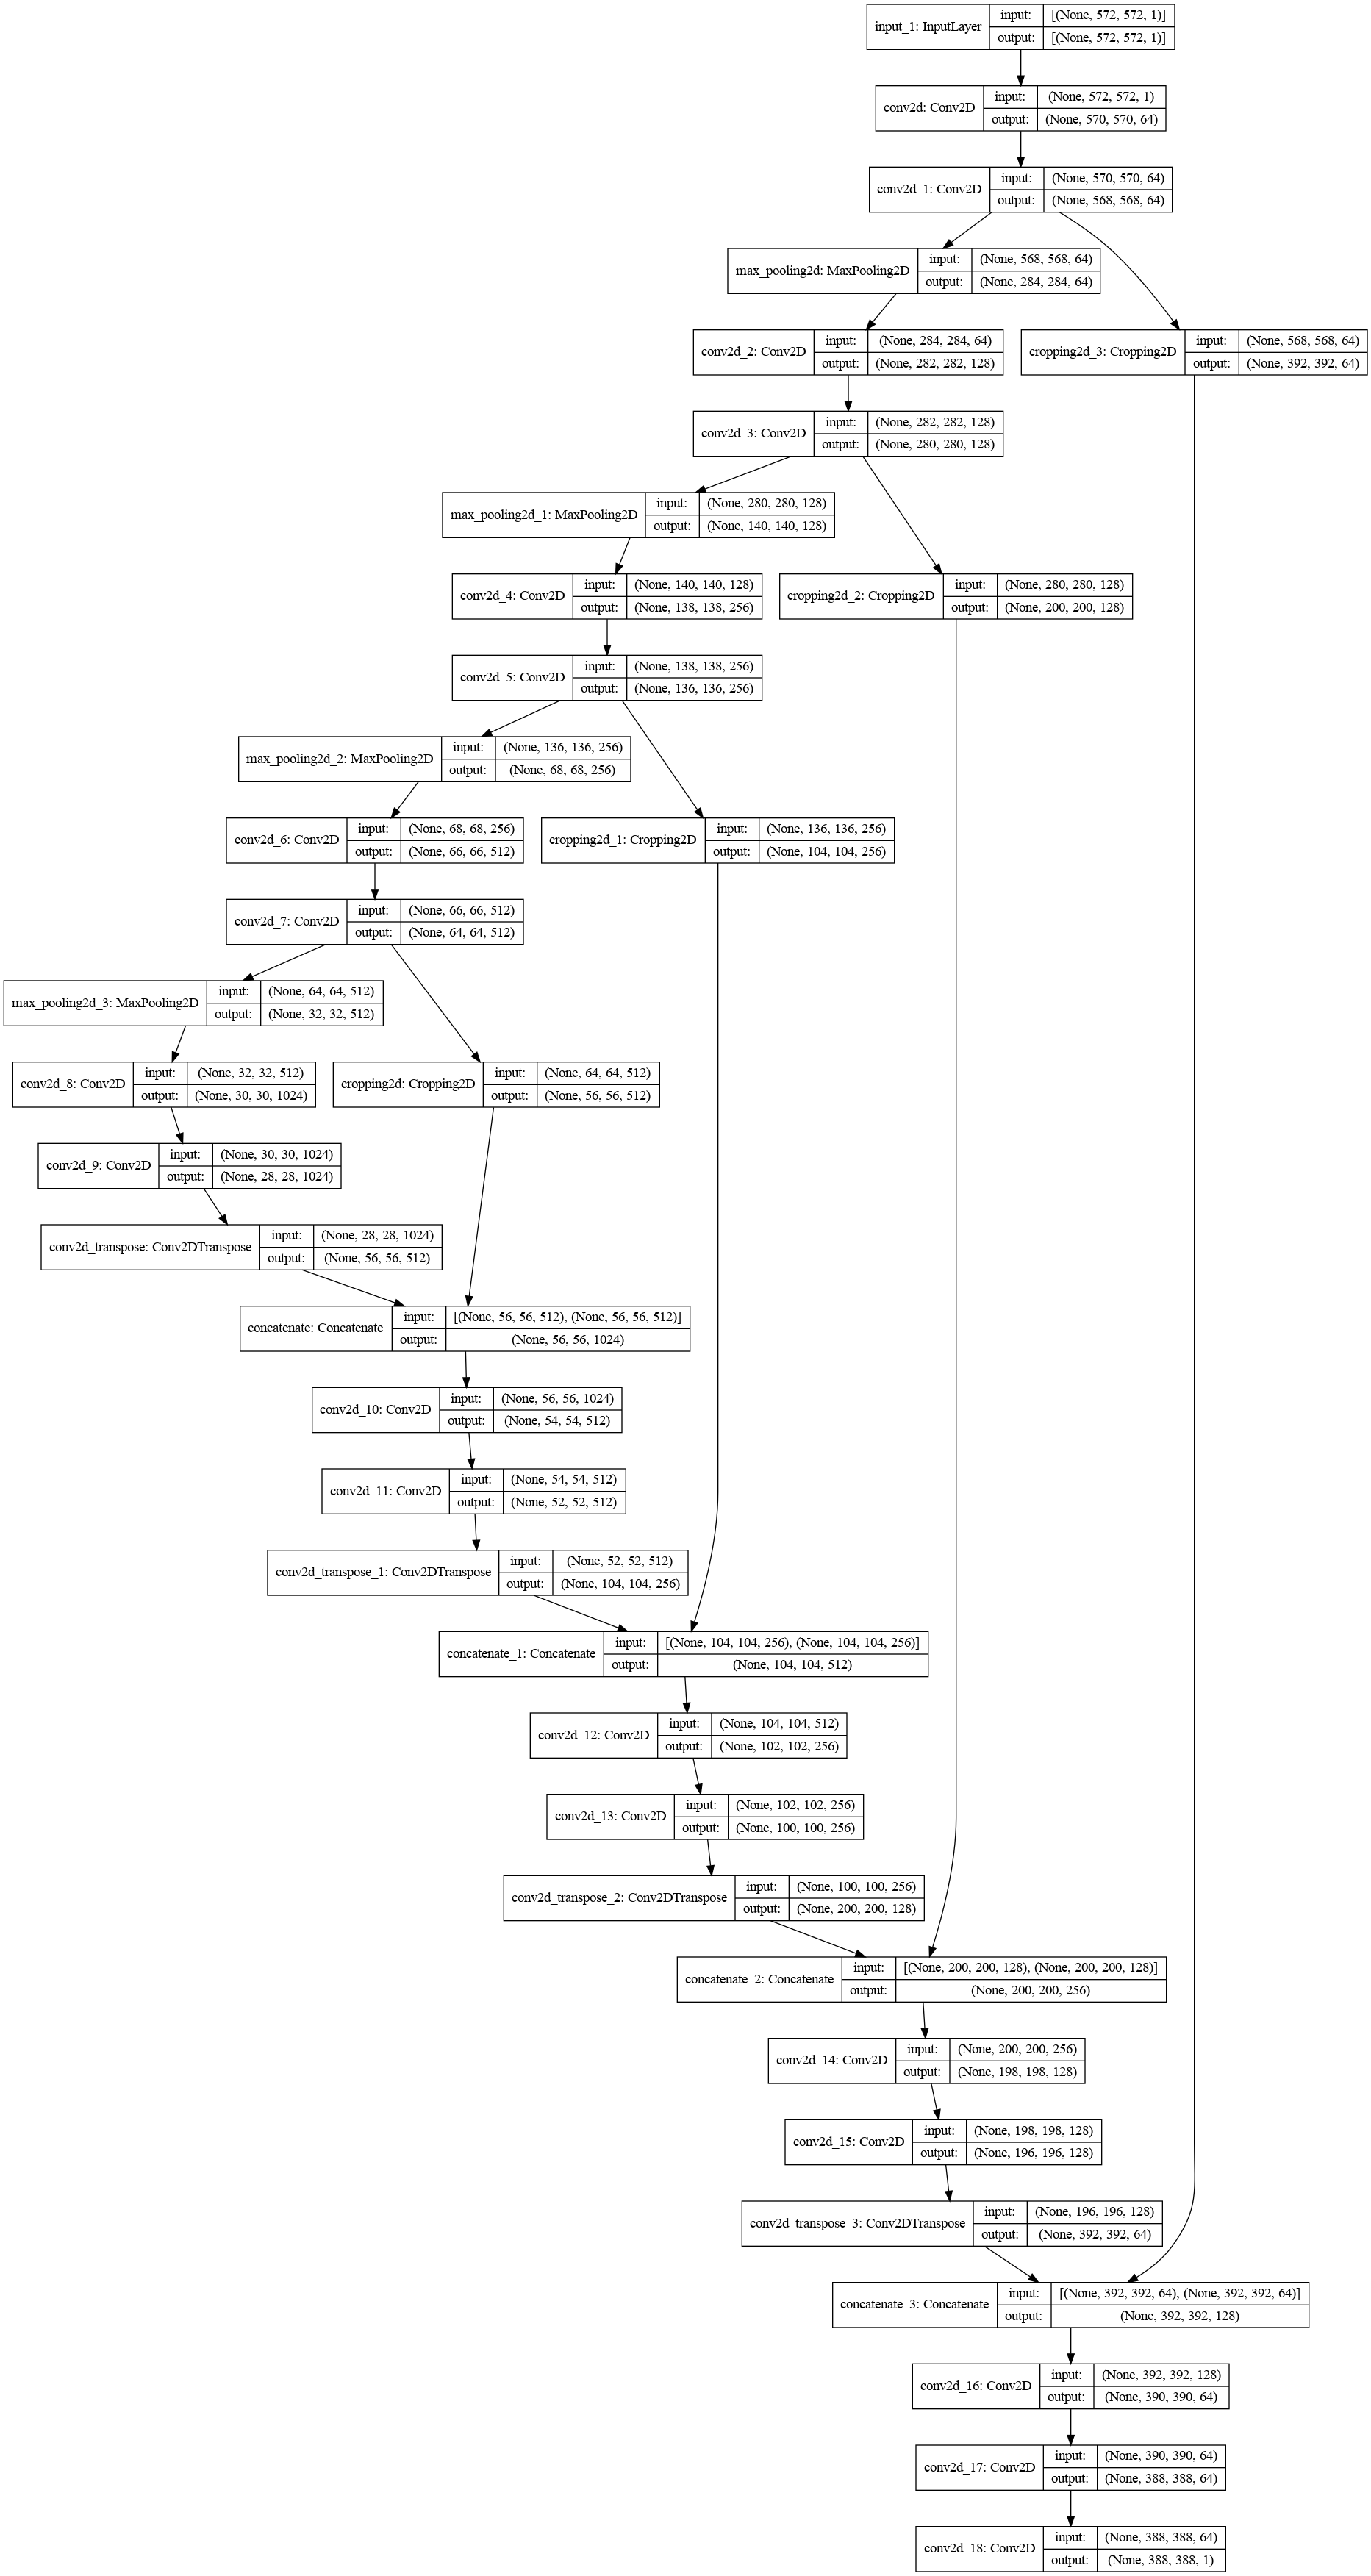 input_1: InputLayer
input: [(None, 572, 572, 1)]
output: [(None, 572, 572, 1)]
conv2d: Conv2D
input: (None, 572, 572, 1)
output: (None, 570, 570, 64)
conv2d_1: Conv2D
input: (None, 570, 570, 64)
output: (None, 568, 568, 64)
max_pooling2d: MaxPooling2D
input: (None, 568, 568, 64)
output: (None, 284, 284, 64)
conv2d_2: Conv2D
input: (None, 284, 284, 64)
output: (None, 282, 282, 128)
cropping2d_3: Cropping2D
input: (None, 568, 568, 64)
output: (None, 392, 392, 64)
conv2d_3: Conv2D
input: (None, 282, 282, 128)
output: (None, 280, 280, 128)
max_pooling2d_1: MaxPooling2D
input: (None, 280, 280, 128)
output: (None, 140, 140, 128)
conv2d_4: Conv2D
input: (None, 140, 140, 128)
output: (None, 138, 138, 256)
cropping2d_2: Cropping2D
input: (None, 280, 280, 128)
output: (None, 200, 200, 128)
conv2d_5: Conv2D
input: (None, 138, 138, 256)
output: (None, 136, 136, 256)
max_pooling2d_2: MaxPooling2D
input: (None, 136, 136, 256)
output: (None, 68, 68, 256)
conv2d_6: Conv2D
input: (None, 68, 68, 256)
output: (None, 66, 66, 512)
cropping2d_1: Cropping2D
input: (None, 136, 136, 256)
output: (None, 104, 104, 256)
conv2d_7: Conv2D
input: (None, 66, 66, 512)
output: (None, 64, 64, 512)
max_pooling2d_3: MaxPooling2D
input: (None, 64, 64, 512)
output: (None, 32, 32, 512)
conv2d_8: Conv2D
input: (None, 32, 32, 512)
output: (None, 30, 30, 1024)
cropping2d: Cropping2D
input: (None, 64, 64, 512)
output: (None, 56, 56, 512)
conv2d_9: Conv2D
input: (None, 30, 30, 1024)
output: (None, 28, 28, 1024)
conv2d_transpose: Conv2DTranspose
input: (None, 28, 28, 1024)
output: (None, 56, 56, 512)
concatenate: Concatenate
input: [(None, 56, 56, 512), (None, 56, 56, 512)]
output: (None, 56, 56, 1024)
conv2d_10: Conv2D
input: (None, 56, 56, 1024)
output: (None, 54, 54, 512)
conv2d_11: Conv2D
input: (None, 54, 54, 512)
output: (None, 52, 52, 512)
conv2d_transpose_1: Conv2DTranspose
input: (None, 52, 52, 512)
output: (None, 104, 104, 256)
concatenate_1: Concatenate
input: [(None, 104, 104, 256), (None, 104, 104, 256)]
output: (None, 104, 104, 512)
conv2d_12: Conv2D
input: (None, 104, 104, 512)
output: (None, 102, 102, 256)
conv2d_13: Conv2D
input: (None, 102, 102, 256)
output: (None, 100, 100, 256)
conv2d_transpose_2: Conv2DTranspose
input: (None, 100, 100, 256)
output: (None, 200, 200, 128)
concatenate_2: Concatenate
input: [(None, 200, 200, 128), (None, 200, 200, 128)]
output: (None, 200, 200, 256)
conv2d_14: Conv2D
input: (None, 200, 200, 256)
output: (None, 198, 198, 128)
conv2d_15: Conv2D
input: (None, 198, 198, 128)
output: (None, 196, 196, 128)
conv2d_transpose_3: Conv2DTranspose
input: (None, 196, 196, 128)
output: (None, 392, 392, 64)
concatenate_3: Concatenate
input: [(None, 392, 392, 64), (None, 392, 392, 64)]
output: (None, 392, 392, 128)
conv2d_16: Conv2D
input: (None, 392, 392, 128)
output: (None, 390, 390, 64)
conv2d_17: Conv2D
input: (None, 390, 390, 64)
output: (None, 388, 388, 64)
conv2d_18: Conv2D
input: (None, 388, 388, 64)
output: (None, 388, 388, 1)